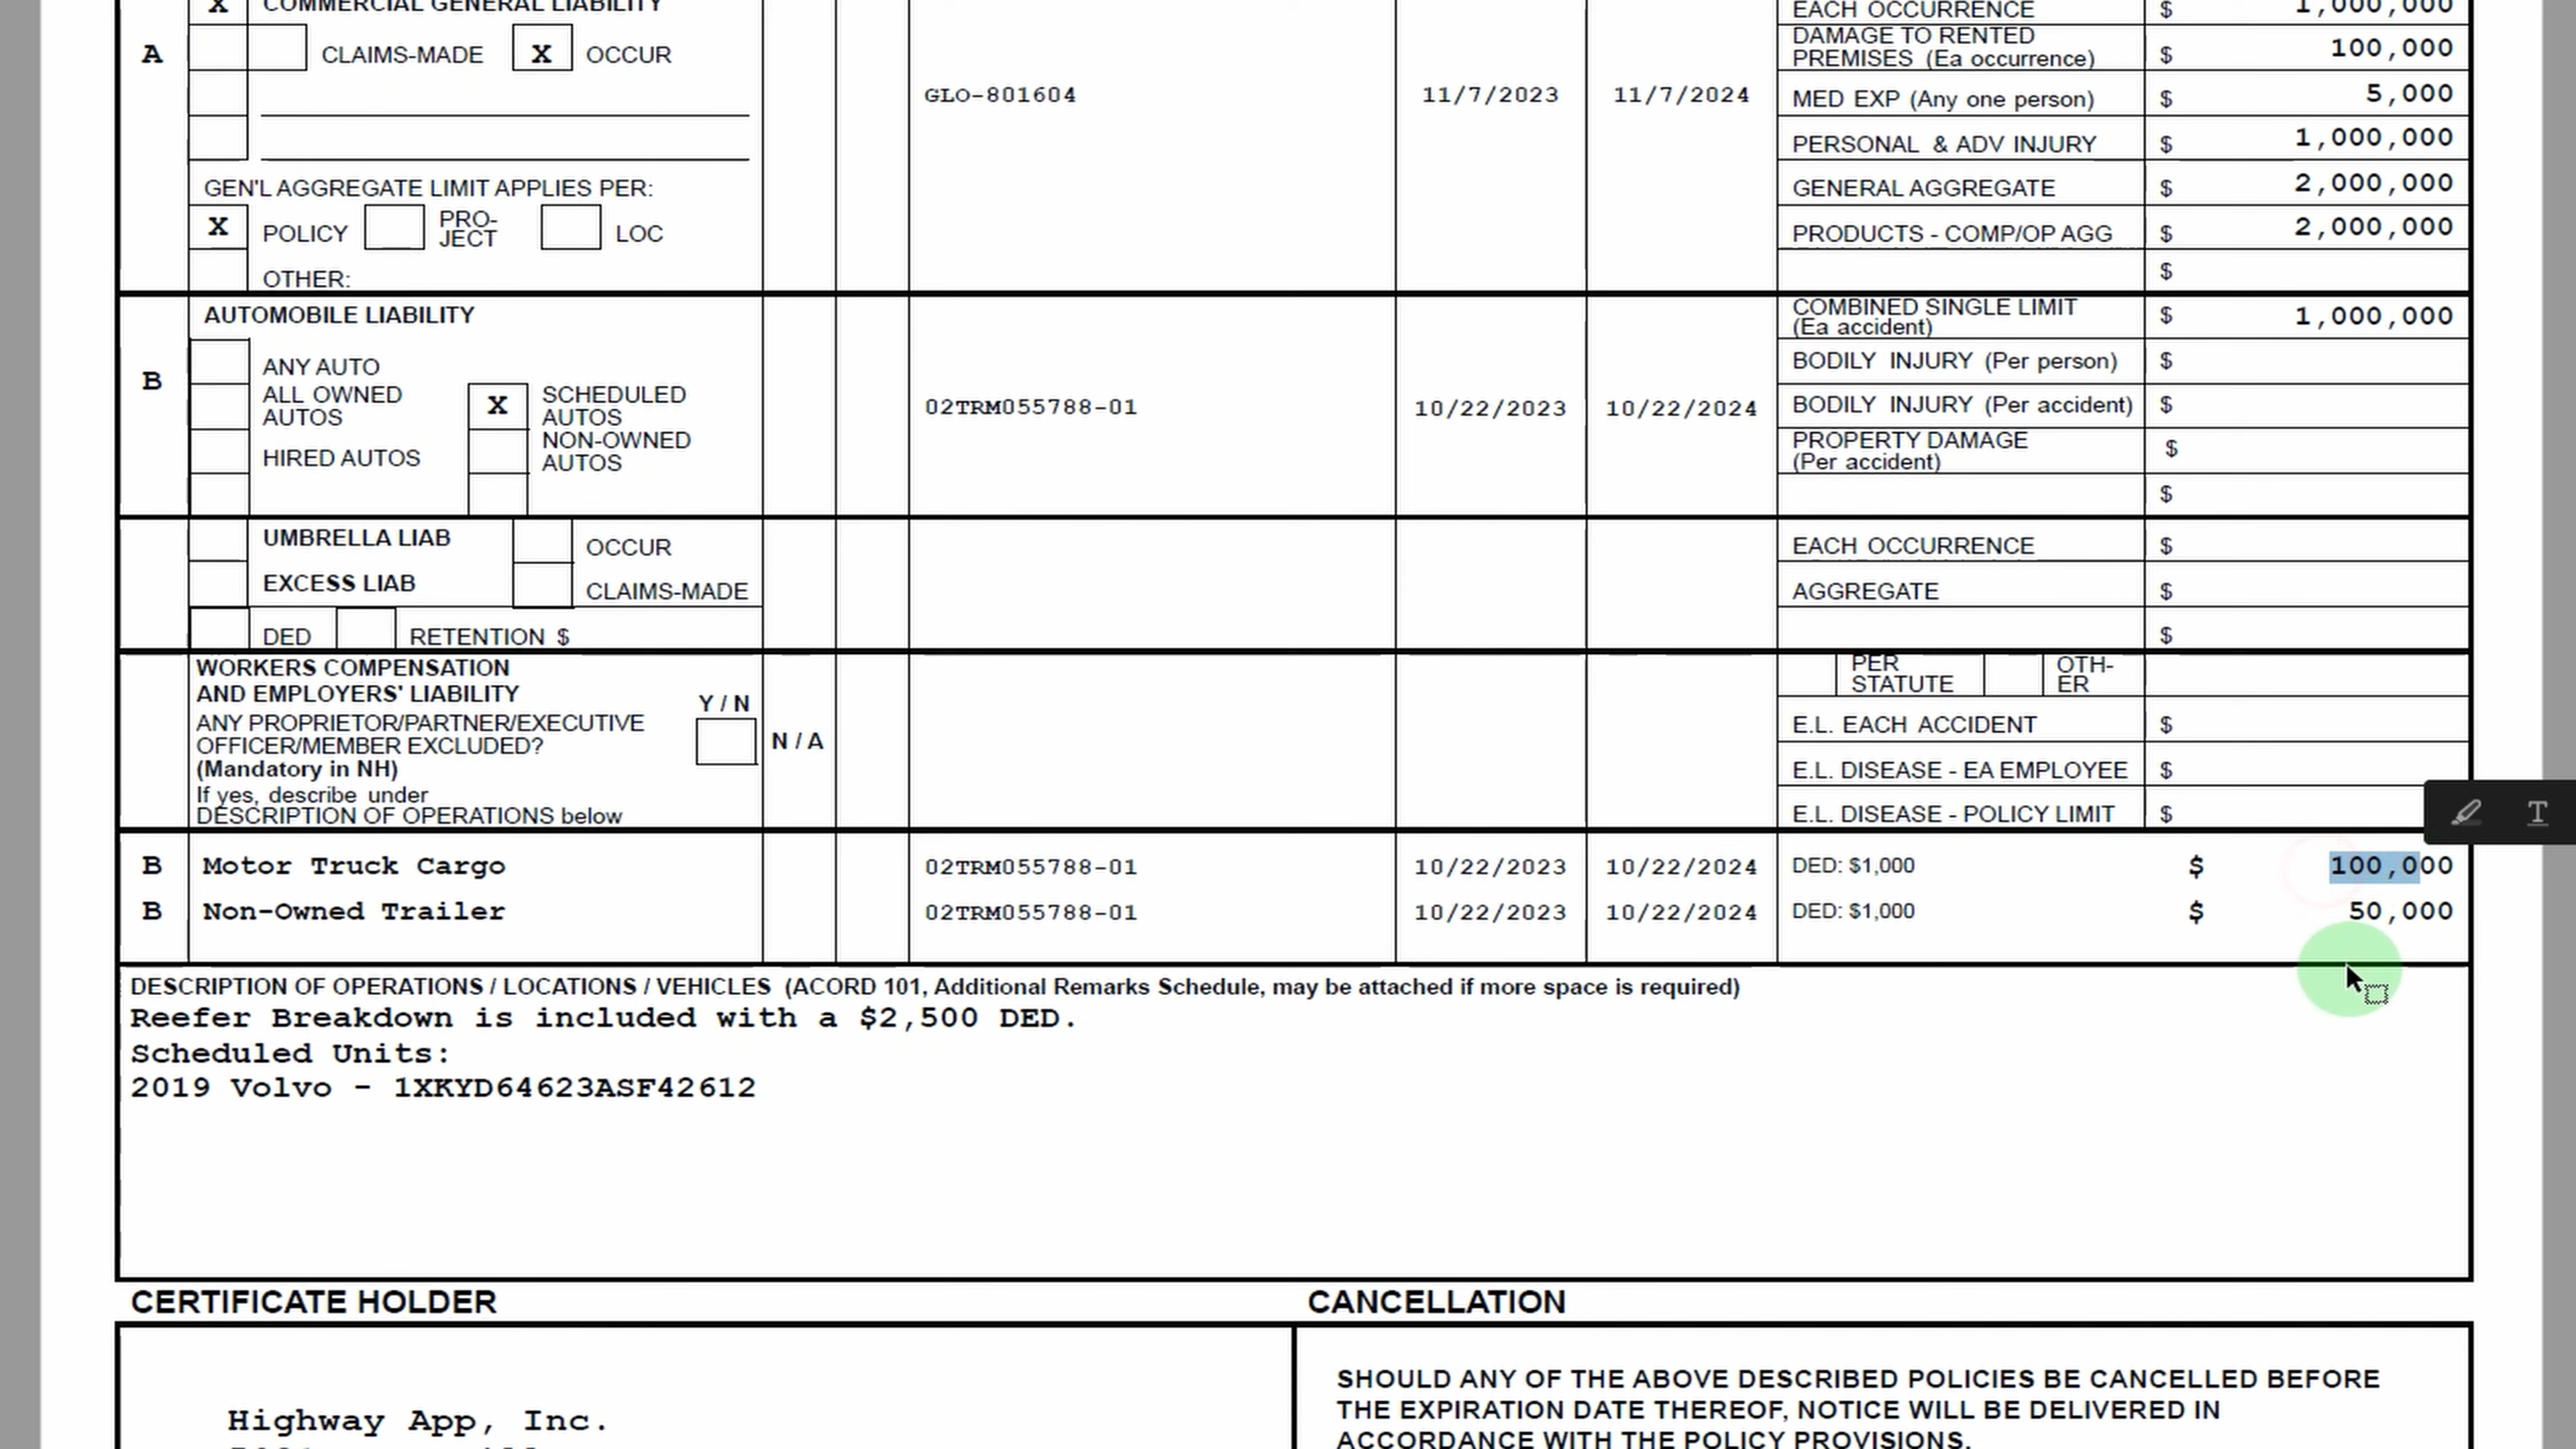 X COMMERCIAL GENERAL LIABILITY EACH OCCURRENCE $ 1,000,000
A CLAIMS-MADE X OCCUR DAMAGE TO RENTED
PREMISES (Ea occurrence) $ 100,000
GLO-801604 11/7/2023 11/7/2024 MED EXP (Any one person) $ 5,000
PERSONAL & ADV INJURY $ 1,000,000
GEN'L AGGREGATE LIMIT APPLIES PER: GENERAL AGGREGATE $ 2,000,000
X POLICY PRO-
JECT LOC PRODUCTS - COMP/OP AGG $ 2,000,000
OTHER: $
AUTOMOBILE LIABILITY COMBINED SINGLE LIMIT
(Ea accident) $ 1,000,000
B ANY AUTO BODILY INJURY (Per person) $
ALL OWNED
AUTOS X SCHEDULED
AUTOS 02TRM055788-01 10/22/2023 10/22/2024 BODILY INJURY (Per accident) $
HIRED AUTOS NON-OWNED
AUTOS PROPERTY DAMAGE
(Per accident) $
$
UMBRELLA LIAB OCCUR EACH OCCURRENCE $
EXCESS LIAB CLAIMS-MADE AGGREGATE $
DED RETENTION $ $
WORKERS COMPENSATION
AND EMPLOYERS' LIABILITY Y / N PER
STATUTE OTH-
ER
ANY PROPRIETOR/PARTNER/EXECUTIVE
OFFICER/MEMBER EXCLUDED? N / A E.L. EACH ACCIDENT $
(Mandatory in NH) E.L. DISEASE - EA EMPLOYEE $
If yes, describe under
DESCRIPTION OF OPERATIONS below E.L. DISEASE - POLICY LIMIT $
B Motor Truck Cargo 02TRM055788-01 10/22/2023 10/22/2024 DED: $1,000 $ 100,000
B Non-Owned Trailer 02TRM055788-01 10/22/2023 10/22/2024 DED: $1,000 $ 50,000
DESCRIPTION OF OPERATIONS / LOCATIONS / VEHICLES (ACORD 101, Additional Remarks Schedule, may be attached if more space is required)
Reefer Breakdown is included with a $2,500 DED.
Scheduled Units:
2019 Volvo - 1XKYD64623ASF42612
CERTIFICATE HOLDER CANCELLATION
Highway App, Inc.
SHOULD ANY OF THE ABOVE DESCRIBED POLICIES BE CANCELLED BEFORE
THE EXPIRATION DATE THEREOF, NOTICE WILL BE DELIVERED IN
ACCORDANCE WITH THE POLICY PROVISIONS.